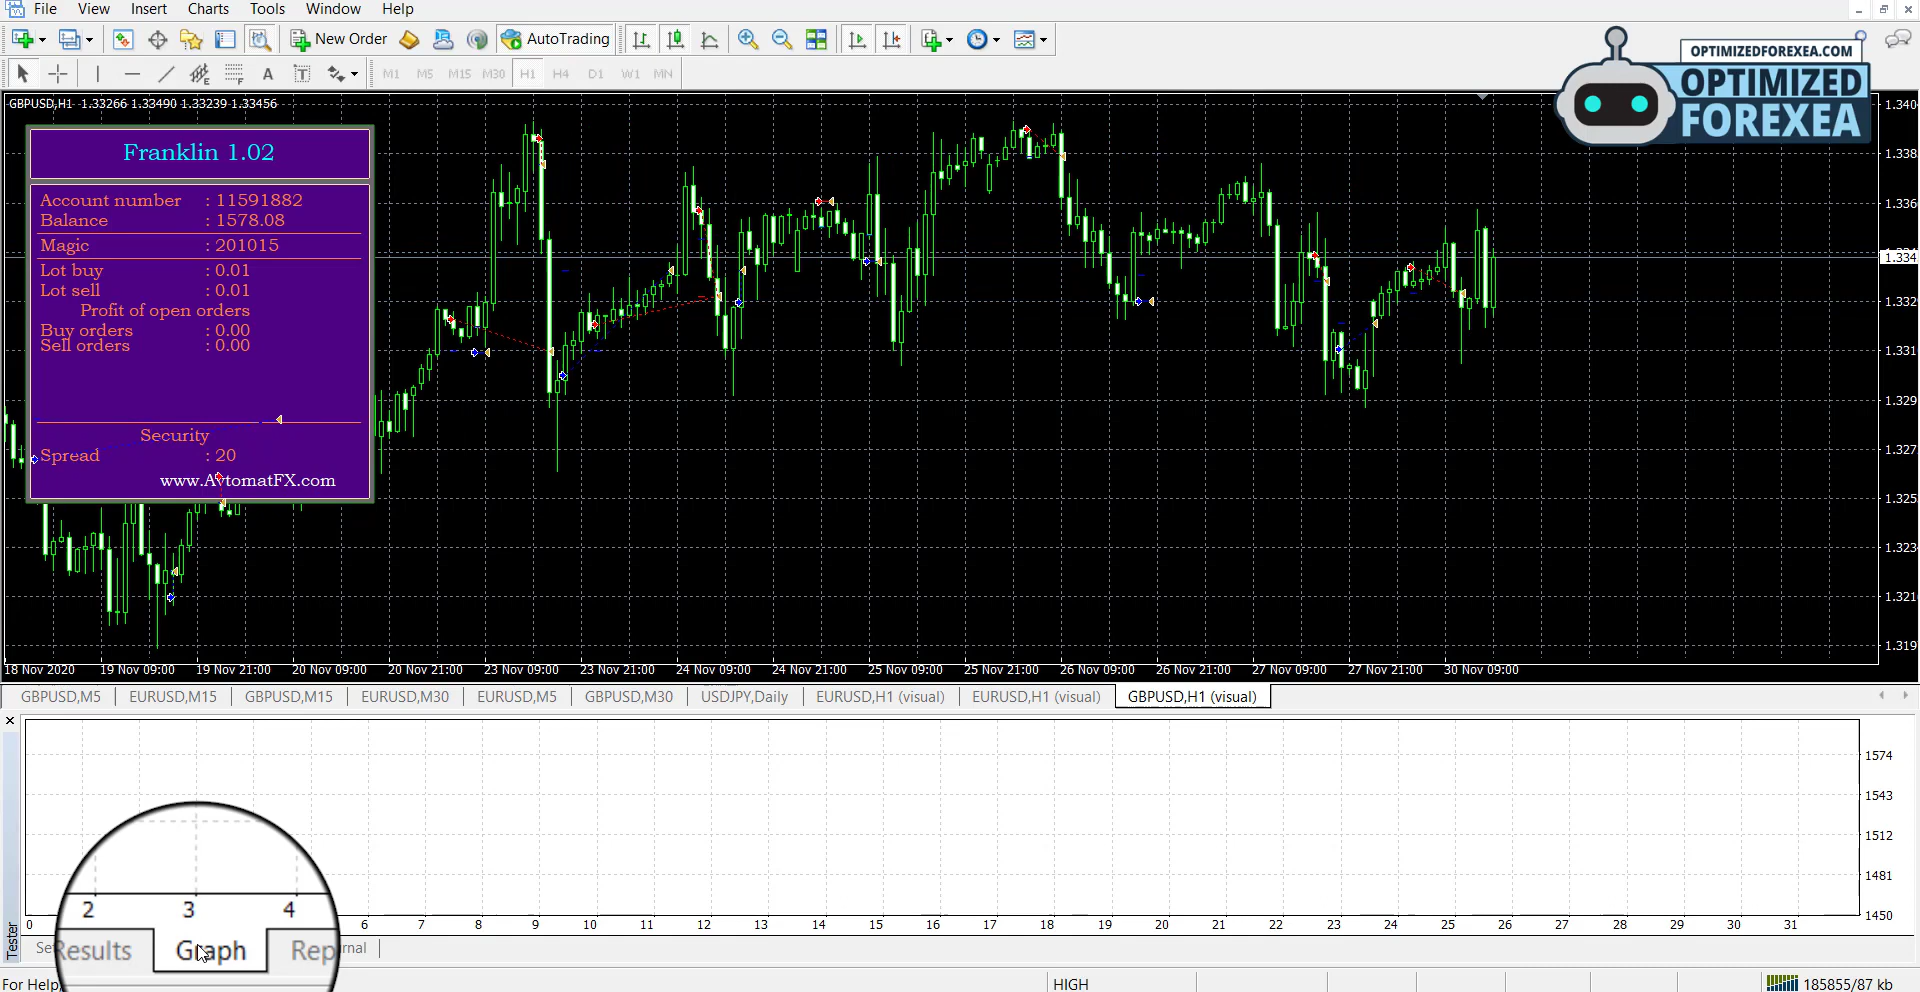 File View Insert Charts Tools Window Help
New Order AutoTrading
M1 M5 M15 M30 H1 H4 D1 W1 MN
OPTIMIZEDFOREXEA.COM
OPTIMIZED
FOREXEA
GBPUSD,H1 1.33266 1.33490 1.33239 1.33456
Franklin 1.02
Account number : 11591882
Balance : 1578.08
Magic : 201015
Lot buy : 0.01
Lot sell : 0.01
Profit of open orders
Buy orders : 0.00
Sell orders : 0.00
Security
Spread : 20
www.AvtomatFX.com
1.340
1.338
1.336
1.334
1.332
1.331
1.329
1.327
1.325
1.323
1.321
1.319
18 Nov 2020 19 Nov 09:00 19 Nov 21:00 20 Nov 09:00 20 Nov 21:00 23 Nov 09:00 23 Nov 21:00 24 Nov 09:00 24 Nov 21:00 25 Nov 09:00 25 Nov 21:00 26 Nov 09:00 26 Nov 21:00 27 Nov 09:00 27 Nov 21:00 30 Nov 09:00
GBPUSD,M5 EURUSD,M15 GBPUSD,M15 EURUSD,M30 EURUSD,M5 GBPUSD,M30 USDJPY,Daily EURUSD,H1 (visual) EURUSD,H1 (visual) GBPUSD,H1 (visual)
1574
1543
1512
1481
1450
0 2 3 4 6 7 8 9 10 11 12 13 14 15 16 17 18 19 20 21 22 23 24 25 26 27 28 29 30 31
Tester
Se Results Graph Rep rnal
For Help HIGH 185855/87 kb